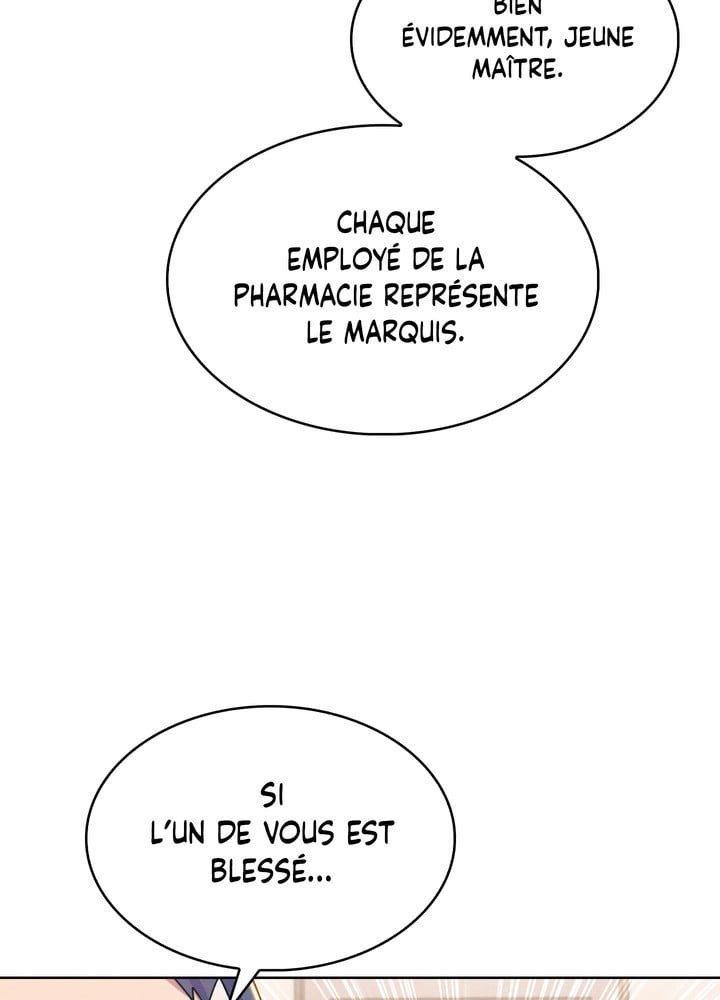 BIEN
ÉVIDEMMENT, JEUNE
MAÎTRE.
CHAQUE
EMPLOYÉ DE LA
PHARMACIE REPRÉSENTE
LE MARQUIS.
SI
L'UN DE VOUS EST
BLESSÉ...